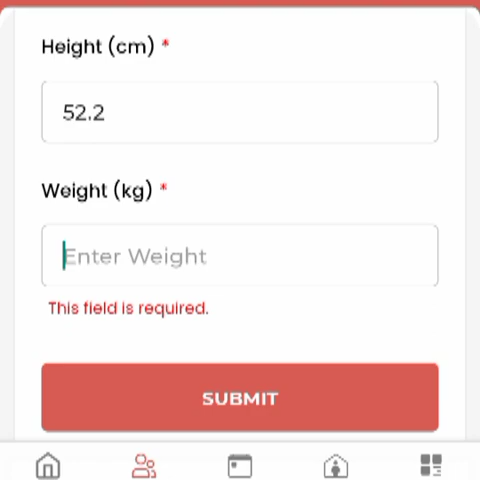 Height (cm) *
52.2
Weight (kg) *
Enter Weight
This field is required.
SUBMIT